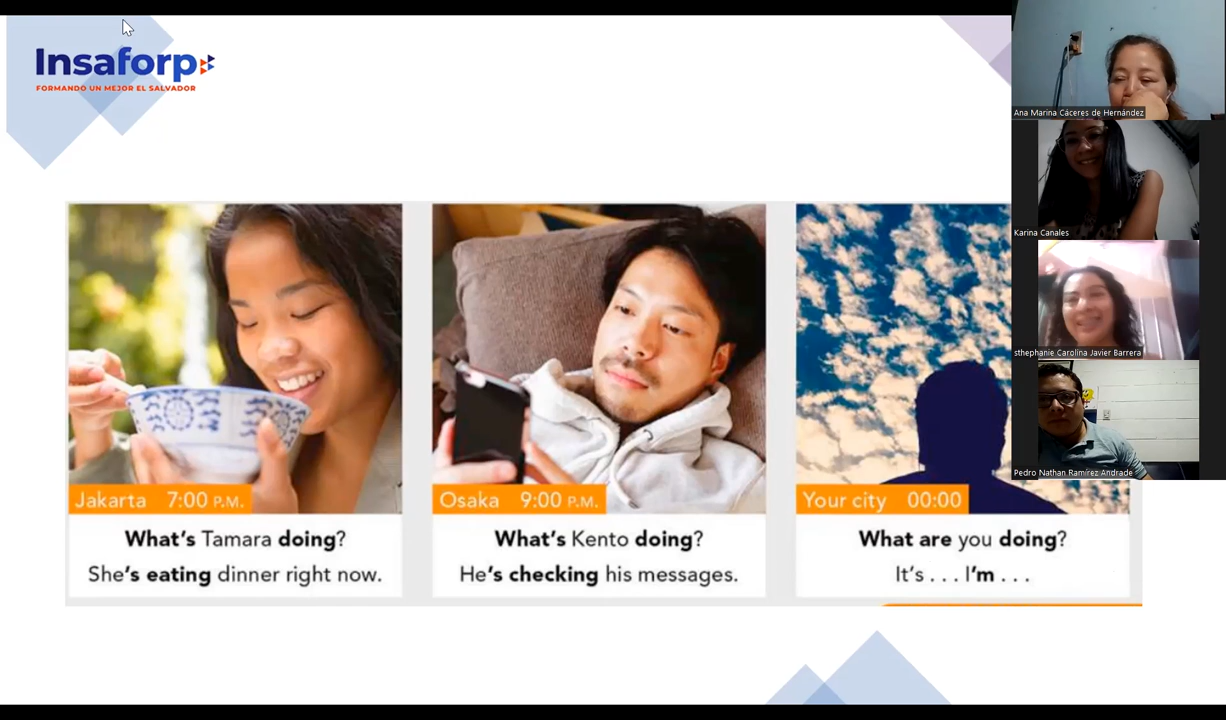 Insaforp
FORMANDO UN MEJOR EL SALVADOR
Jakarta 7:00 P.M.
What's Tamara doing?
She's eating dinner right now.
Osaka 9:00 P.M.
What's Kento doing?
He's checking his messages.
Your city 00:00
What are you doing?
It's . . . I'm . . .
Ana Marina Cáceres de Hernández
Karina Canales
sthephanie Carolina Javier Barrera
Pedro Nathan Ramírez Andrade